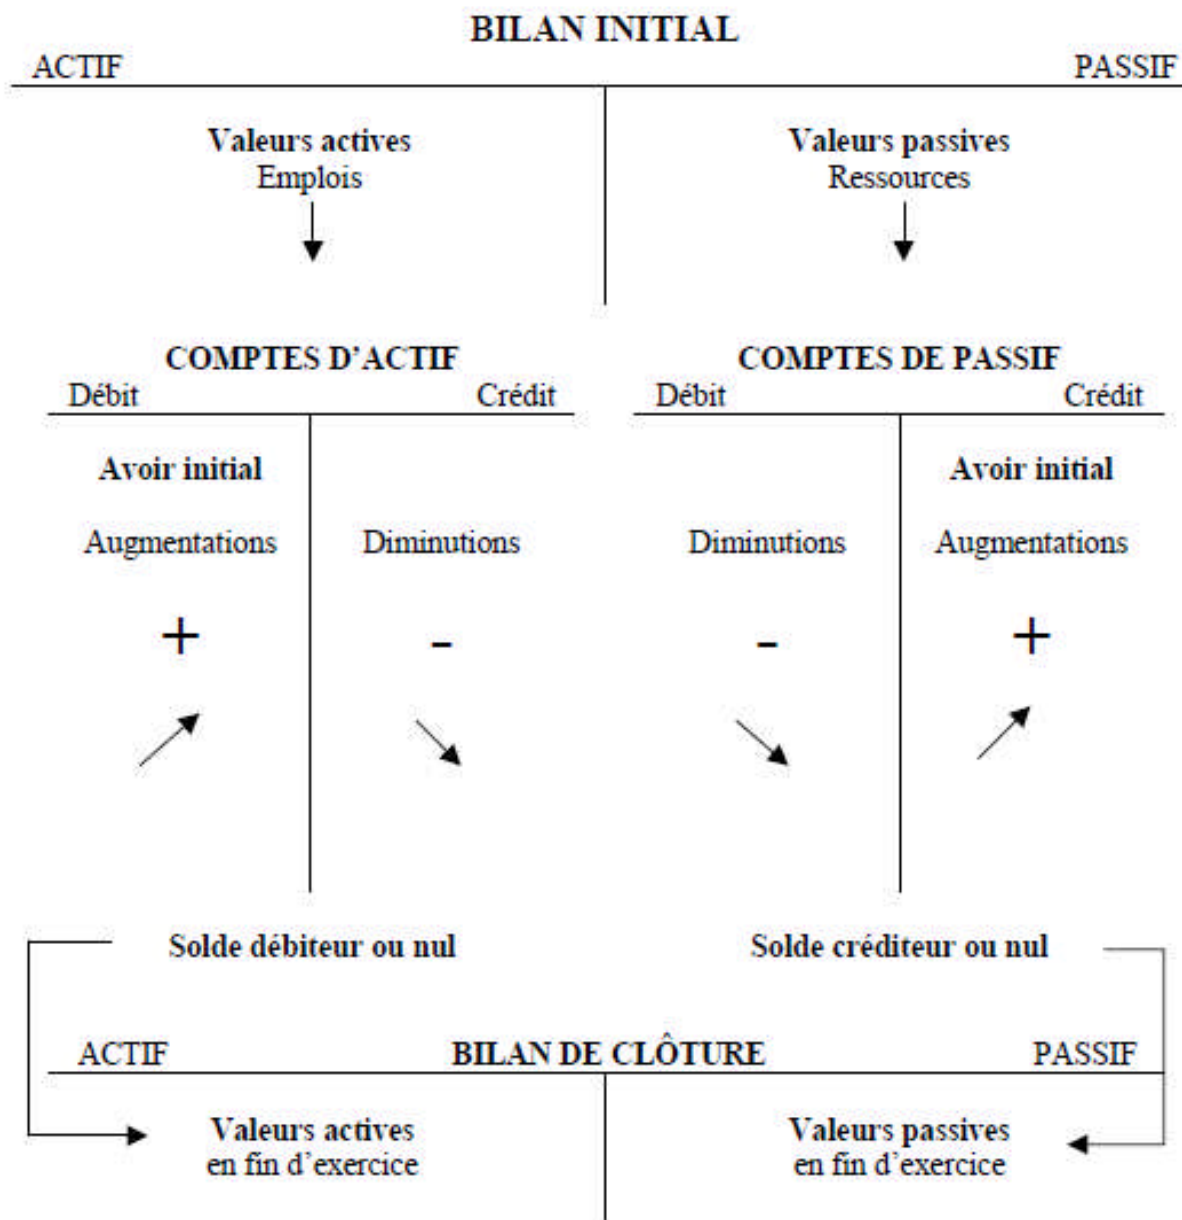 BILAN INITIAL
ACTIF PASSIF
Valeurs actives
Emplois
Valeurs passives
Ressources
COMPTES D'ACTIF
Débit Crédit
Avoir initial
Augmentations Diminutions
+ -
COMPTES DE PASSIF
Débit Crédit
Avoir initial
Diminutions Augmentations
- +
Solde débiteur ou nul
Solde créditeur ou nul
ACTIF BILAN DE CLÔTURE PASSIF
Valeurs actives
en fin d'exercice
Valeurs passives
en fin d'exercice